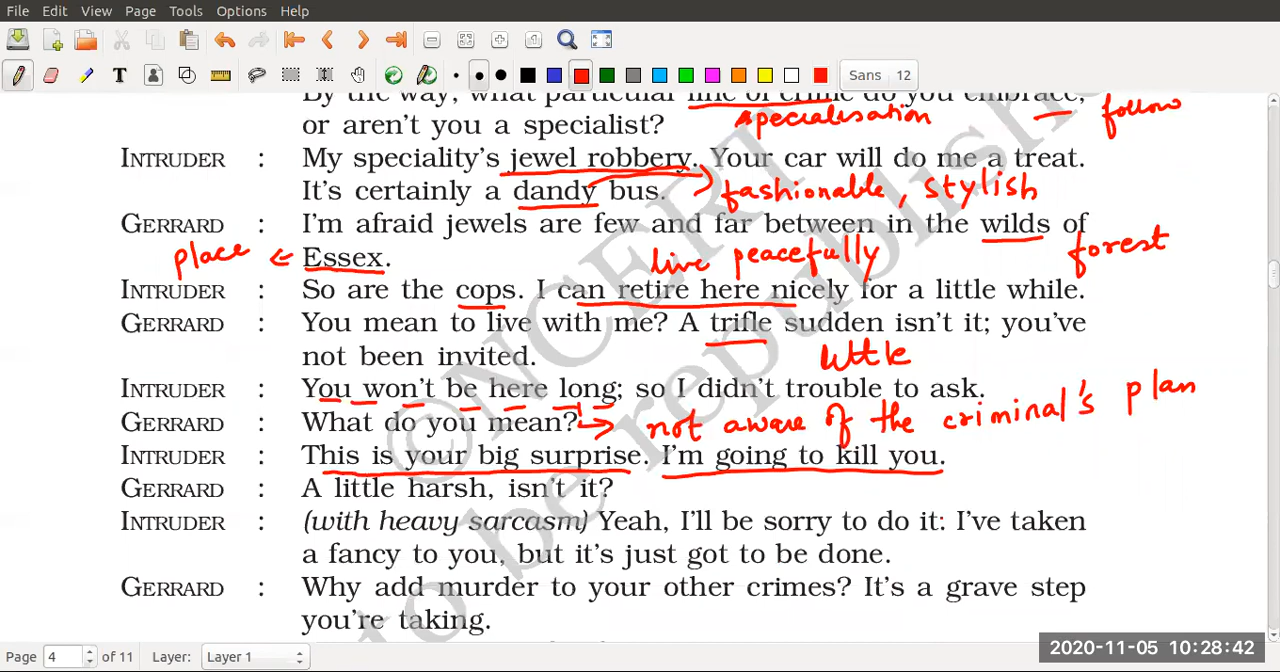 File Edit View Page Tools Options Help
T Sans 12
By the way, what particular line of crime do you embrace,
specialisation follow
or aren't you a specialist?
INTRUDER : My speciality's jewel robbery. Your car will do me a treat.
It's certainly a dandy bus. fashionable, stylish
GERRARD : I'm afraid jewels are few and far between in the wilds of
place Essex. live peacefully forest
INTRUDER : So are the cops. I can retire here nicely for a little while.
GERRARD : You mean to live with me? A trifle sudden isn't it; you've
not been invited. little
INTRUDER : You won't be here long; so I didn't trouble to ask.
GERRARD : What do you mean? not aware of the criminal's plan
INTRUDER : This is your big surprise. I'm going to kill you.
GERRARD : A little harsh, isn't it?
INTRUDER : (with heavy sarcasm) Yeah, I'll be sorry to do it: I've taken
a fancy to you, but it's just got to be done.
GERRARD : Why add murder to your other crimes? It's a grave step
you're taking.
©NCERT
to be republish
Page 4 of 11 Layer: Layer 1
2020-11-05 10:28:42